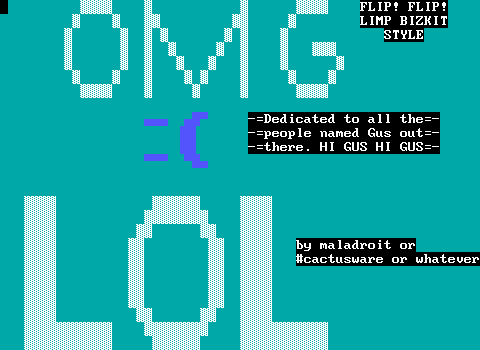 OMG
FLIP! FLIP!
LIMP BIZKIT
STYLE
=(
-=Dedicated to all the=-
-=people named Gus out=-
-=there. HI GUS HI GUS=-
LOL
by maladroit or
#cactusware or whatever